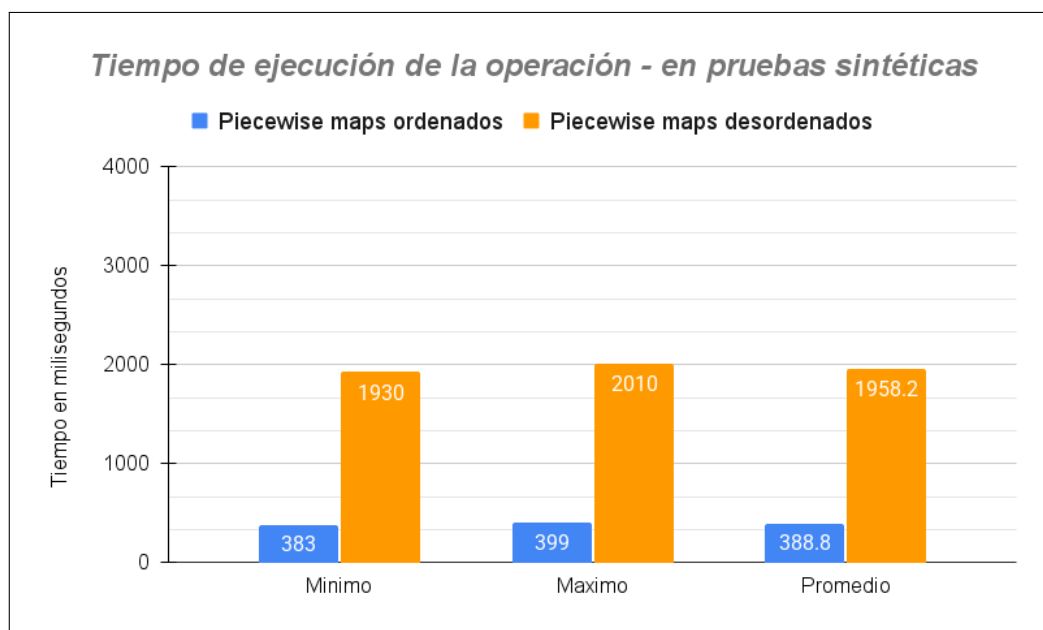 Tiempo de ejecución de la operación - en pruebas sintéticas
Piecewise maps ordenados Piecewise maps desordenados
4000
3000
2000
1000
0
Tiempo en milisegundos
383 1930 399 2010 388.8 1958.2
Minimo Maximo Promedio